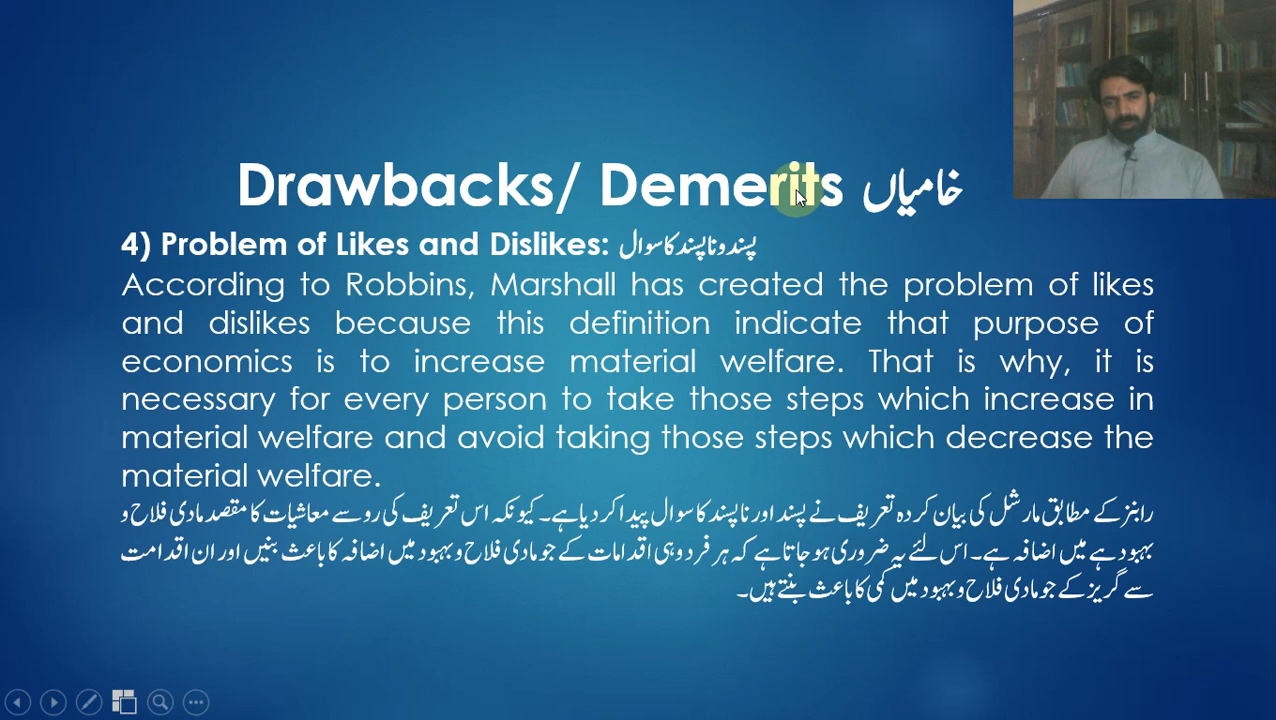 Drawbacks/ Demerits خامیاں
4) Problem of Likes and Dislikes: پسند و ناپسند کا سوال
According to Robbins, Marshall has created the problem of likes
and dislikes because this definition indicate that purpose of
economics is to increase material welfare. That is why, it is
necessary for every person to take those steps which increase in
material welfare and avoid taking those steps which decrease the
material welfare.
رابنز کے مطابق مارشل کی بیان کردہ تعریف نے پسند اور ناپسند کا سوال پیدا کر دیا ہے۔ کیونکہ اس تعریف کی روسے معاشیات کا مقصد مادی فلاح و
بہبود ہے میں اضافہ ہے۔ اس لئے یہ ضروری ہو جاتا ہے کہ ہر فرد وہی اقدامات کے جو مادی فلاح و بہبود میں اضافہ کا باعث بنیں اور ان اقدامت
سے گریز کے جو مادی فلاح و بہبود میں کمی کا باعث بنتے ہیں۔